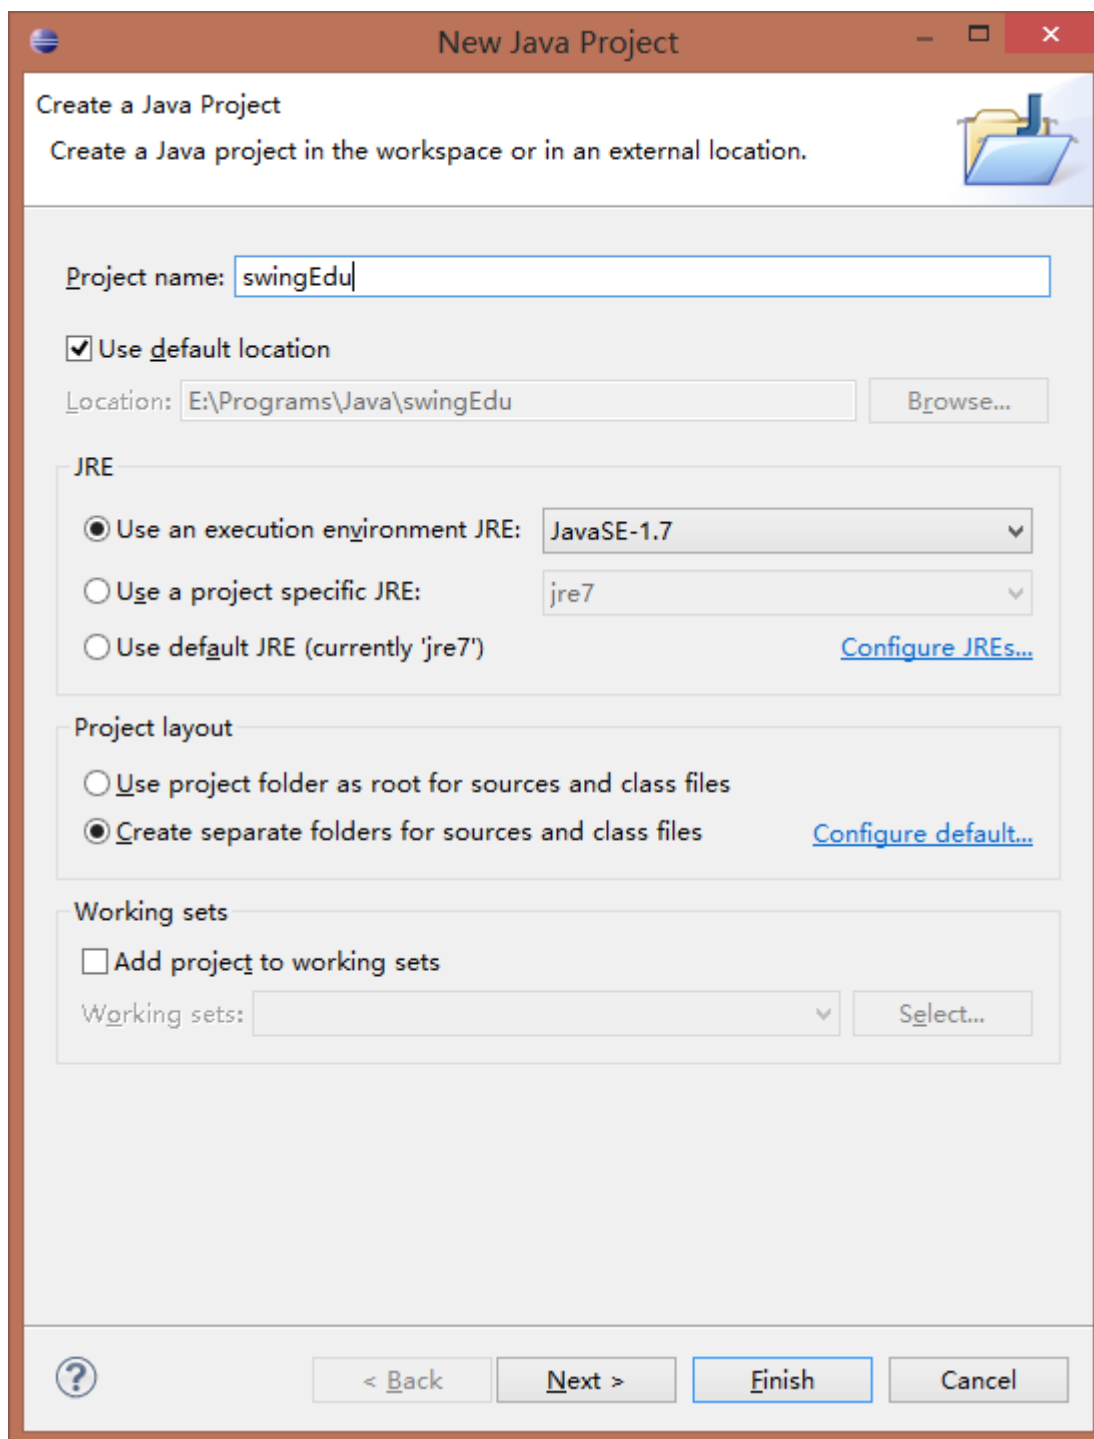 New Java Project
Create a Java Project
Create a Java project in the workspace or in an external location.
Project name: swingEdu
Use default location
Location: E:\Programs\Java\swingEdu Browse...
JRE
Use an execution environment JRE: JavaSE-1.7
Use a project specific JRE: jre7
Use default JRE (currently 'jre7') Configure JREs...
Project layout
Use project folder as root for sources and class files
Create separate folders for sources and class files Configure default...
Working sets
Add project to working sets
Working sets: Select...
? < Back Next > Finish Cancel